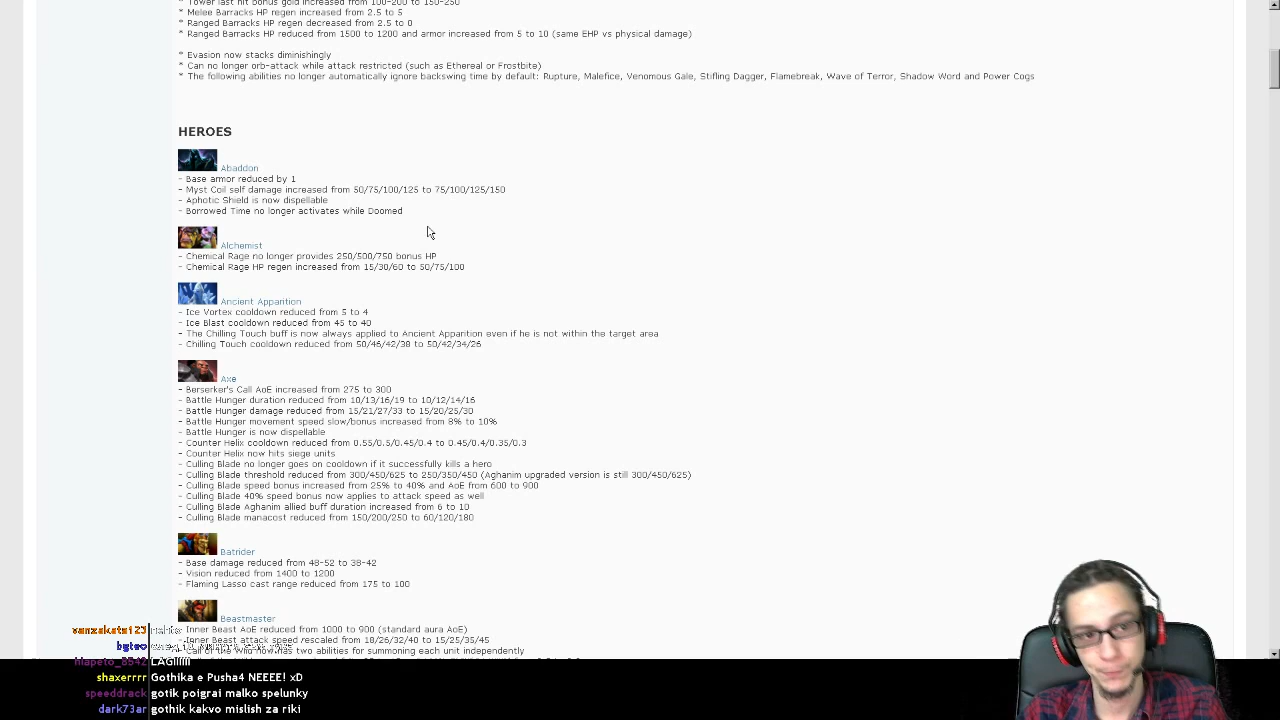 * Tower last hit bonus gold increased from 100-200 to 150-250
* Melee Barracks HP regen increased from 2.5 to 5
* Ranged Barracks HP regen decreased from 2.5 to 0
* Ranged Barracks HP reduced from 1500 to 1200 and armor increased from 5 to 10 (same EHP vs physical damage)
* Evasion now stacks diminishingly
* Can no longer orb-attack while attack restricted (such as Ethereal or Frostbite)
* The following abilities no longer automatically ignore backswing time by default: Rupture, Malefice, Venomous Gale, Stifling Dagger, Flamebreak, Wave of Terror, Shadow Word and Power Cogs
HEROES
Abaddon
- Base armor reduced by 1
- Myst Coil self damage increased from 50/75/100/125 to 75/100/125/150
- Aphotic Shield is now dispellable
- Borrowed Time no longer activates while Doomed
Alchemist
- Chemical Rage no longer provides 250/500/750 bonus HP
- Chemical Rage HP regen increased from 15/30/60 to 50/75/100
Ancient Apparition
- Ice Vortex cooldown reduced from 5 to 4
- Ice Blast cooldown reduced from 45 to 40
- The Chilling Touch buff is now always applied to Ancient Apparition even if he is not within the target area
- Chilling Touch cooldown reduced from 50/46/42/38 to 50/42/34/26
Axe
- Berserker's Call AoE increased from 275 to 300
- Battle Hunger duration reduced from 10/13/16/19 to 10/12/14/16
- Battle Hunger damage reduced from 15/21/27/33 to 15/20/25/30
- Battle Hunger movement speed slow/bonus increased from 8% to 10%
- Battle Hunger is now dispellable
- Counter Helix cooldown reduced from 0.55/0.5/0.45/0.4 to 0.45/0.4/0.35/0.3
- Counter Helix now hits siege units
- Culling Blade no longer goes on cooldown if it successfully kills a hero
- Culling Blade threshold reduced from 300/450/625 to 250/350/450 (Aghanim upgraded version is still 300/450/625)
- Culling Blade speed bonus increased from 25% to 40% and AoE from 600 to 900
- Culling Blade 40% speed bonus now applies to attack speed as well
- Culling Blade Aghanim allied buff duration increased from 6 to 10
- Culling Blade manacost reduced from 150/200/250 to 60/120/180
Batrider
- Base damage reduced from 48-52 to 38-42
- Vision reduced from 1400 to 1200
- Flaming Lasso cast range reduced from 175 to 100
Beastmaster
- Inner Beast AoE reduced from 1000 to 900 (standard aura AoE)
- Inner Beast attack speed rescaled from 18/26/32/40 to 15/25/35/45
- Call of the Wild now has two abilities for summoning each unit independently
vanzakats123
bgteo
hlapeto_8942 LAGiiiiii
shaxerrrr Gothika e Pusha4 NEEEE! xD
speeddrack gotik poigrai malko spelunky
dark73ar gothik kakvo mislish za riki